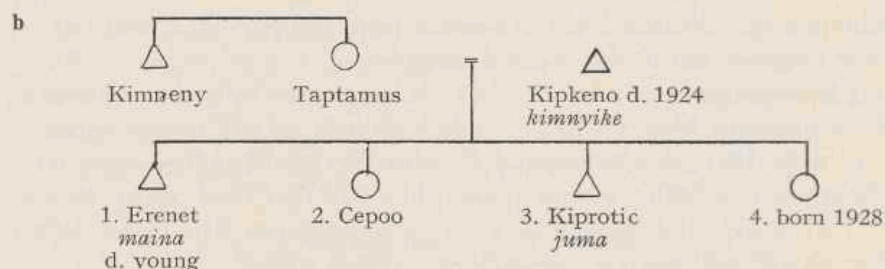 b
Kimneny Taptamus Kipkeno d. 1924
kimnyike
1. Erenet 2. Cepoo 3. Kiprotic 4. born 1928
maina juma
d. young